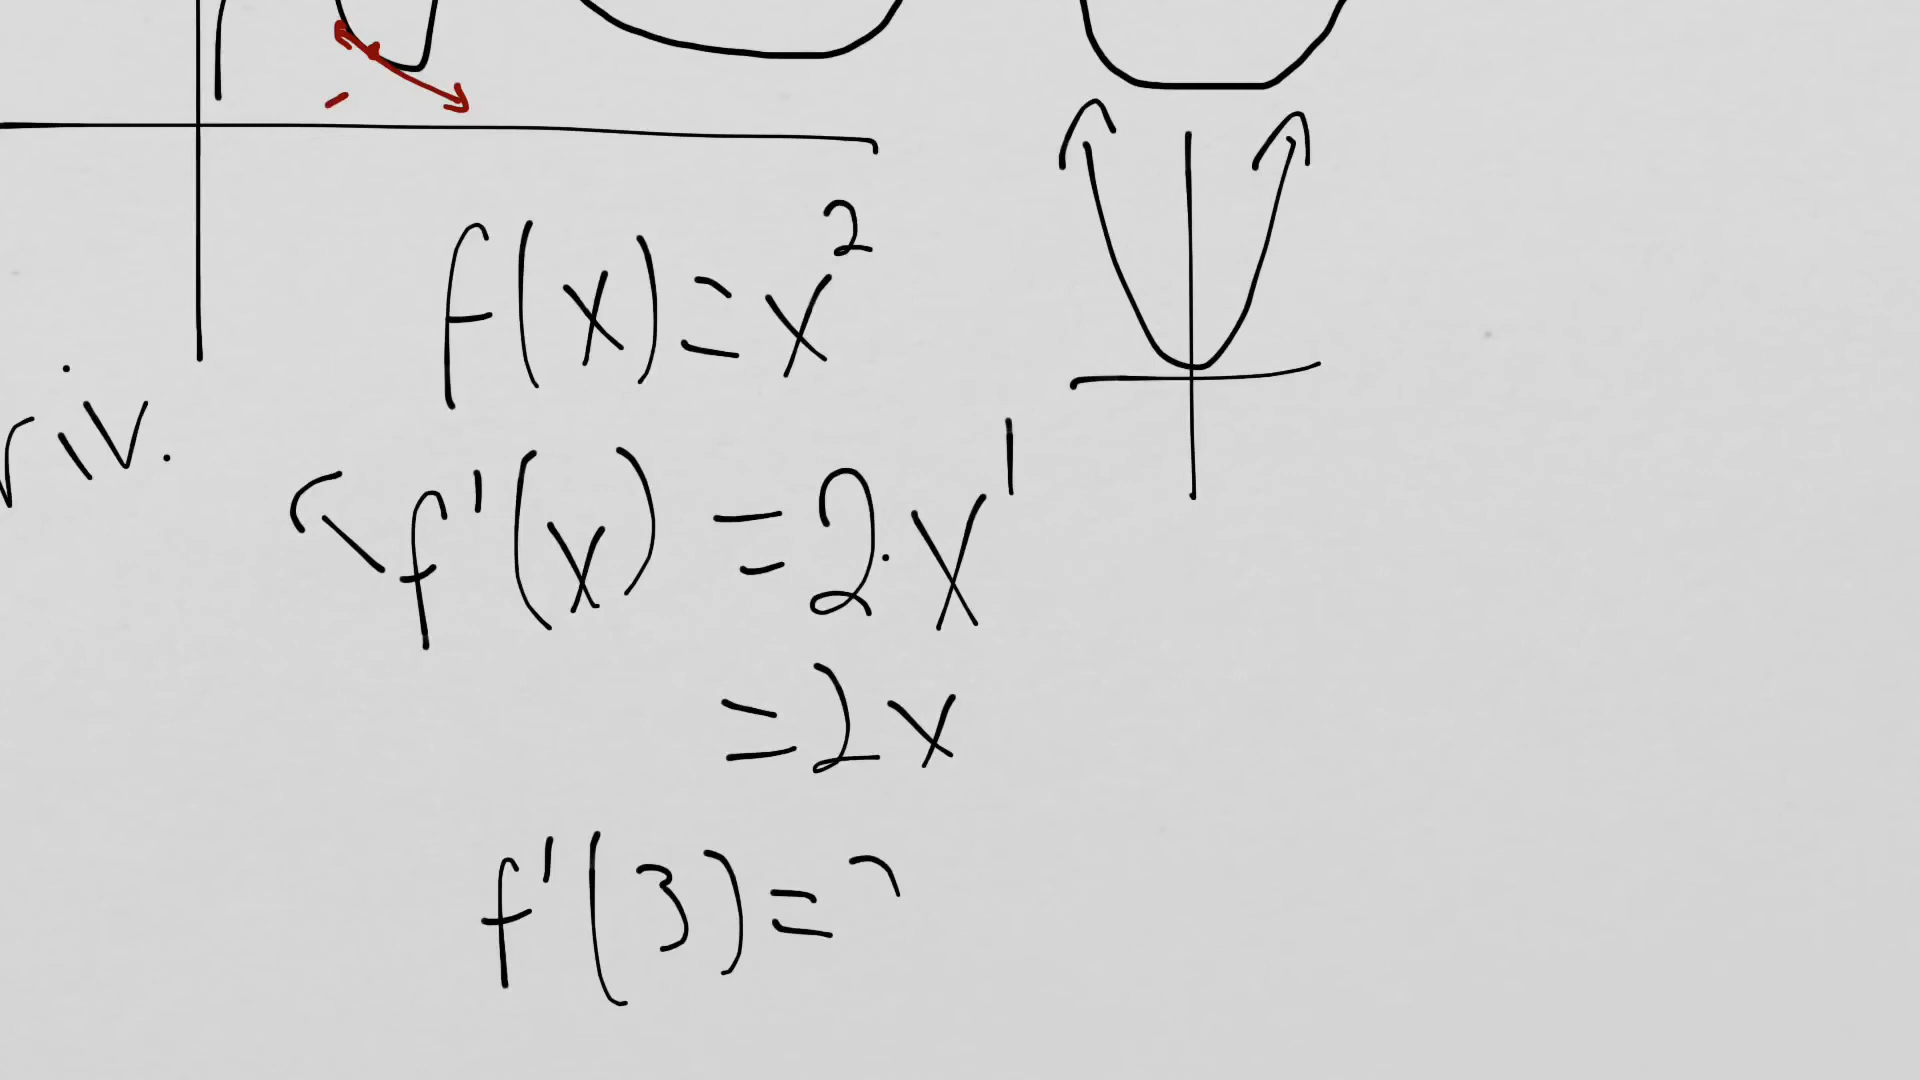 f(x)=x²
riv.
f'(x)=2·x¹
=2x
f'(3)=